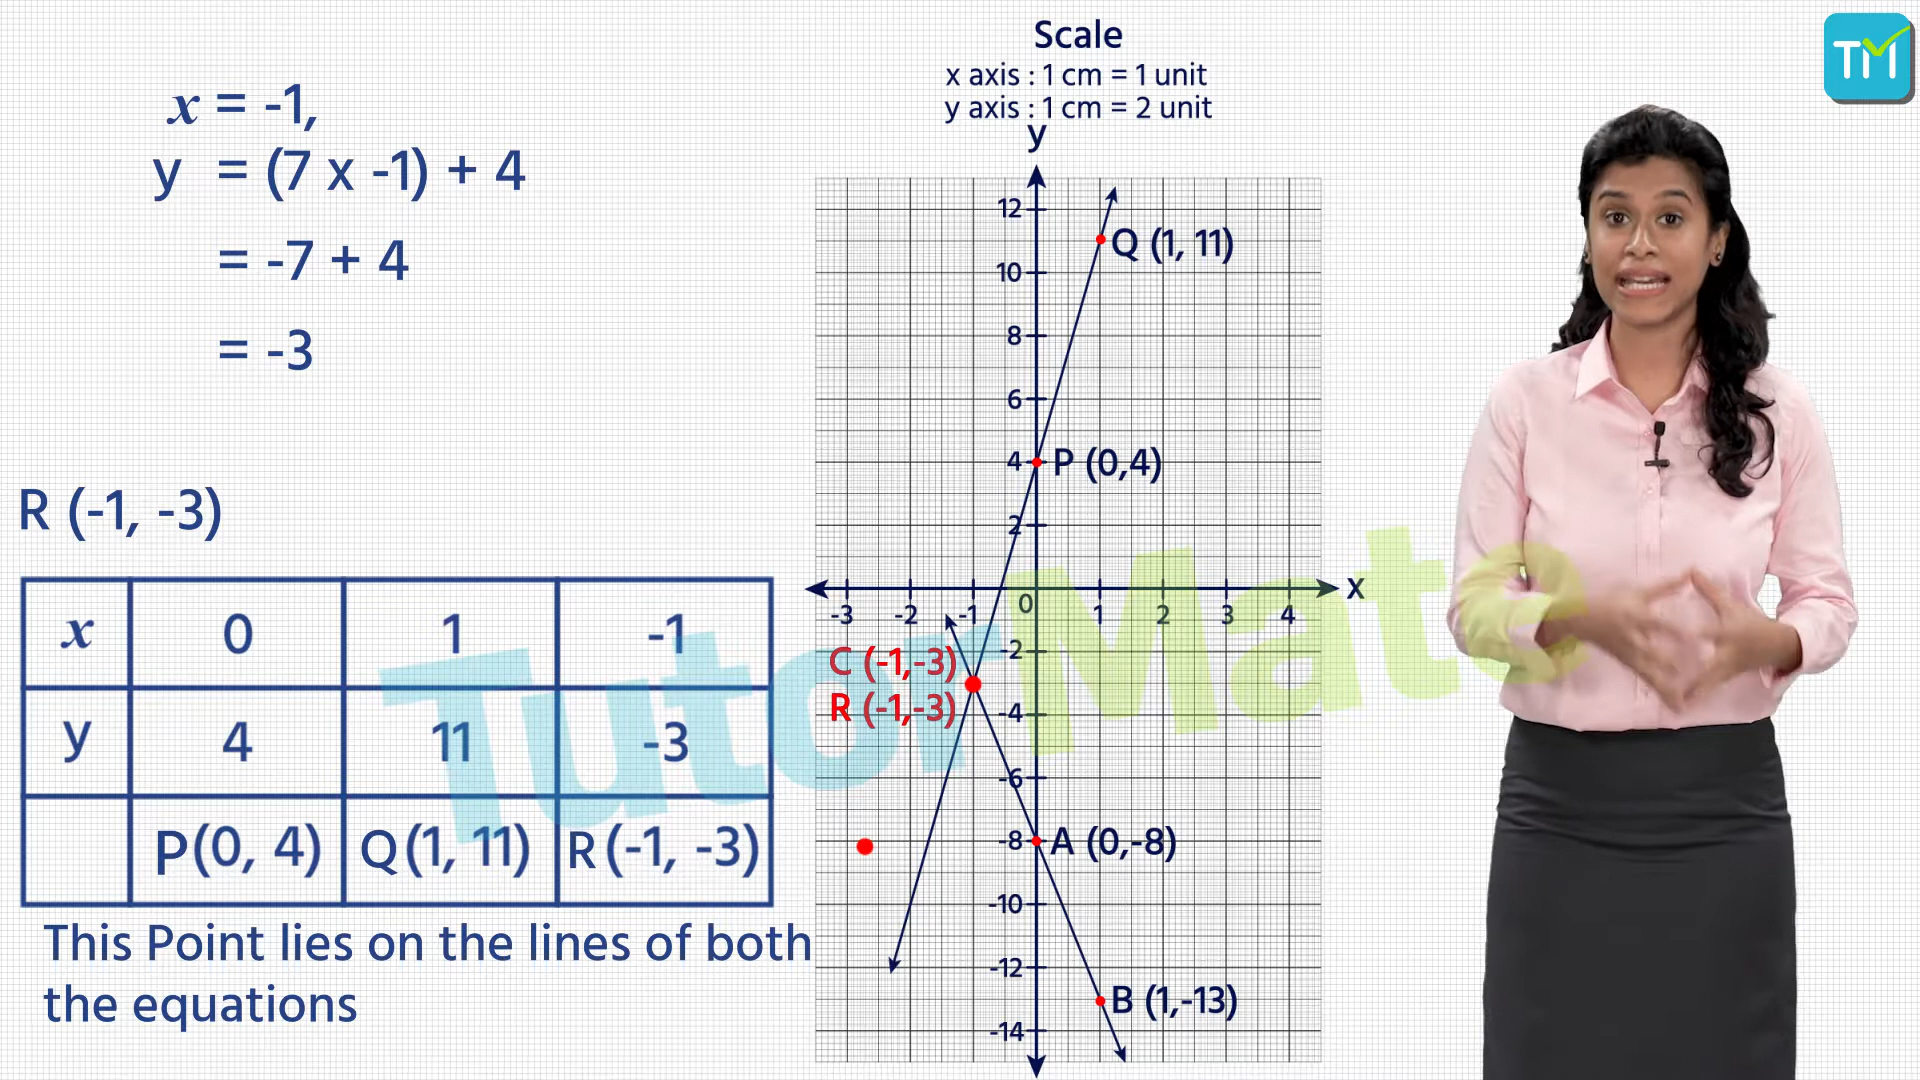 x = -1,
y = (7 x -1) + 4
= -7 + 4
= -3
R (-1, -3)
x 0 1 -1
y 4 11 -3
P(0, 4) Q(1, 11) R(-1, -3)
This Point lies on the lines of both
the equations
Scale
x axis : 1 cm = 1 unit
y axis : 1 cm = 2 unit
y
12
Q (1, 11)
10
8
6
4 P (0,4)
2
x
-3 -2 -1 0 1 2 3 4
-2
C (-1,-3)
R (-1,-3)
-4
-6
-8 A (0,-8)
-10
-12
B (1,-13)
-14
TutorMate
TM